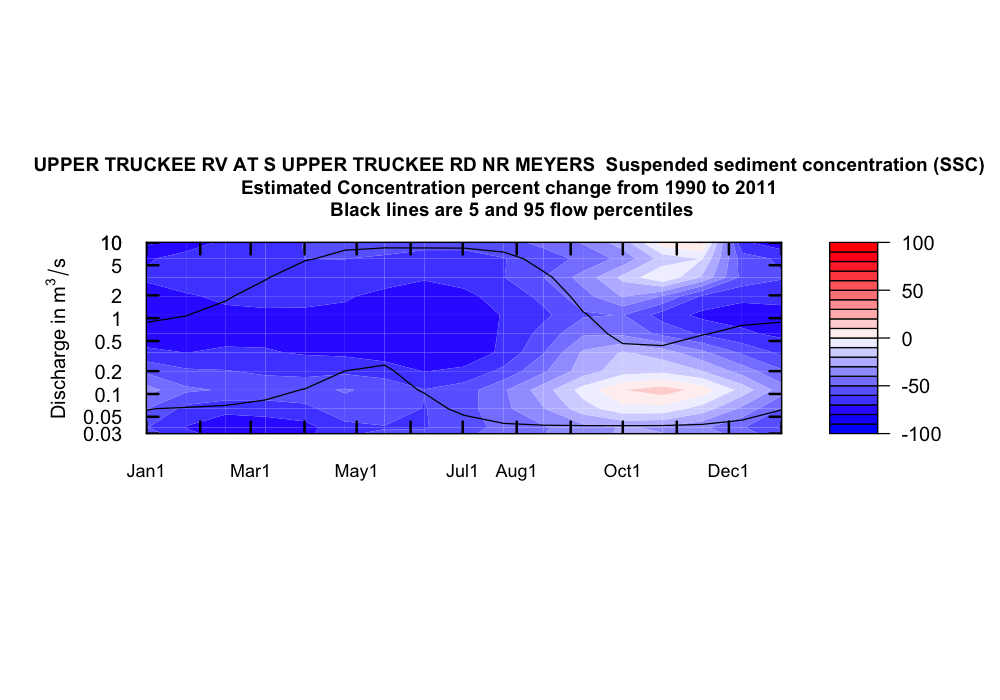 UPPER TRUCKEE RV AT S UPPER TRUCKEE RD NR MEYERS  Suspended sediment concentration (SSC)
Estimated Concentration percent change from 1990 to 2011
Black lines are 5 and 95 flow percentiles
Discharge in m³/s
10
5
2
1
0.5
0.2
0.1
0.05
0.03
Jan1 Mar1 May1 Jul1 Aug1 Oct1 Dec1
100
50
0
-50
-100